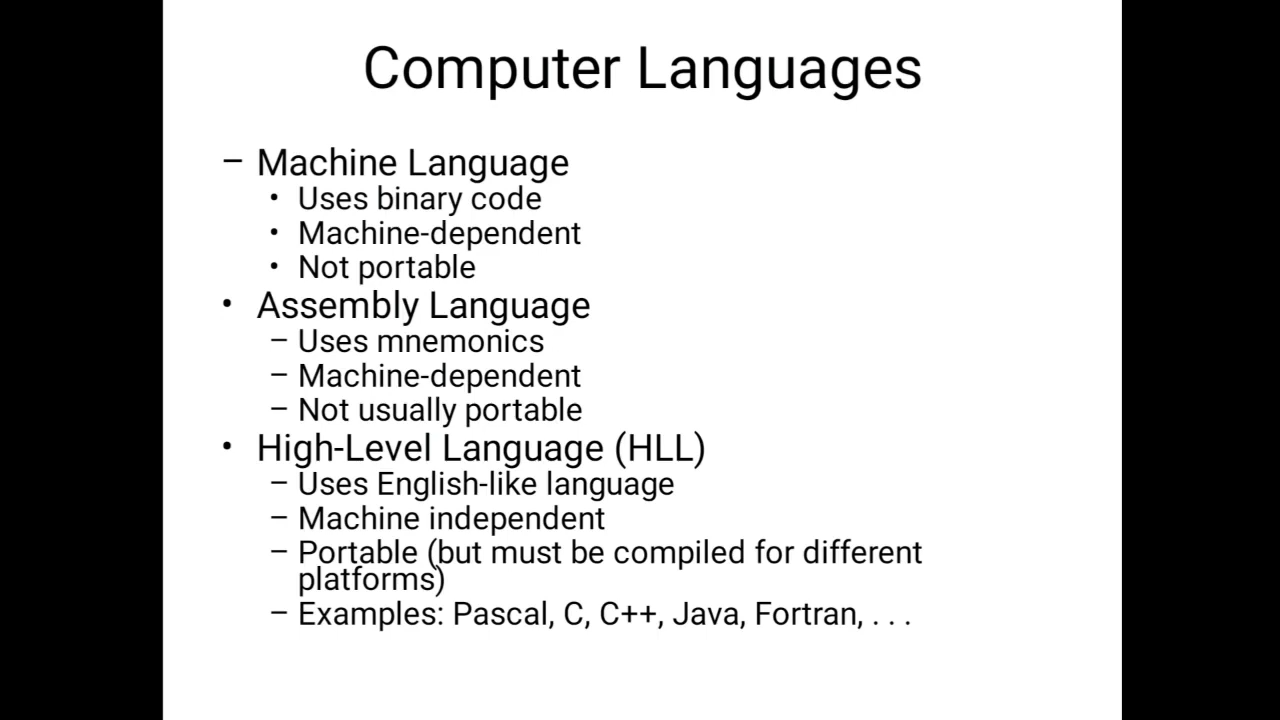 Computer Languages
– Machine Language
• Uses binary code
• Machine-dependent
• Not portable
• Assembly Language
– Uses mnemonics
– Machine-dependent
– Not usually portable
• High-Level Language (HLL)
– Uses English-like language
– Machine independent
– Portable (but must be compiled for different
platforms)
– Examples: Pascal, C, C++, Java, Fortran, . . .